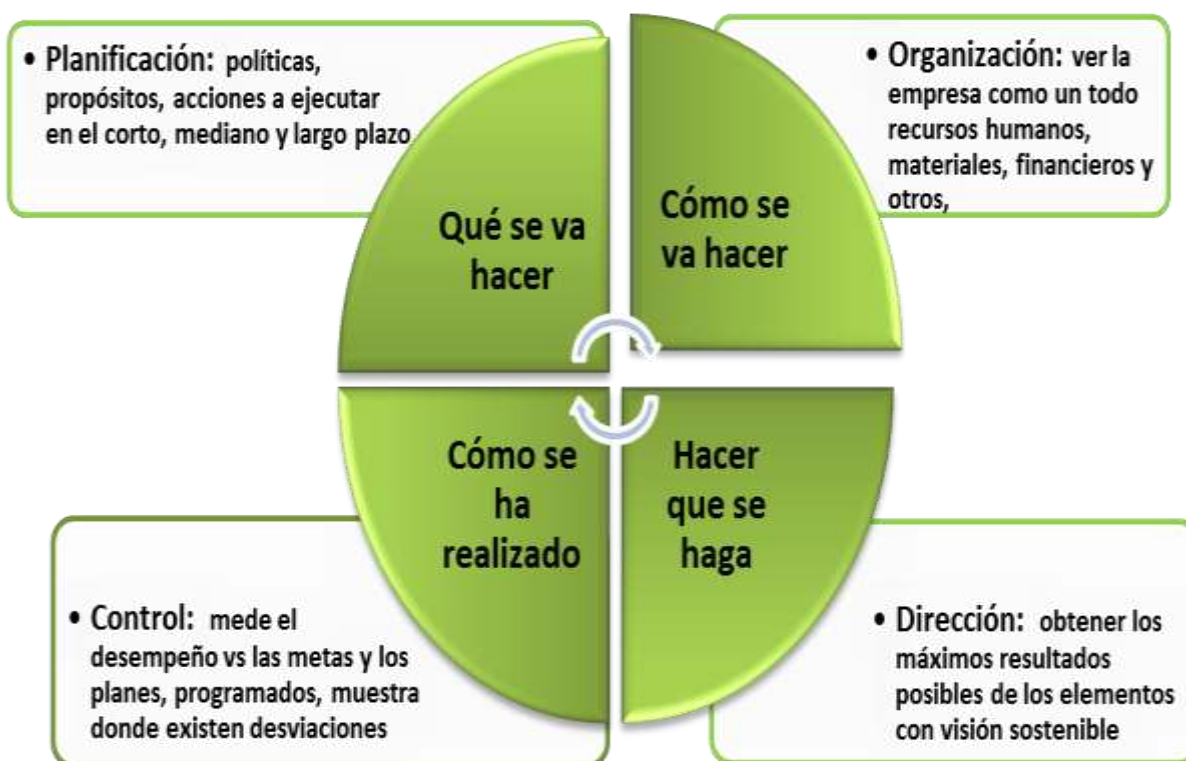 • Planificación: políticas,
propósitos, acciones a ejecutar
en el corto, mediano y largo plazo
Qué se va
hacer
Cómo se
va hacer
• Organización: ver la
empresa como un todo
recursos humanos,
materiales, financieros y
otros,
Cómo se
ha
realizado
Hacer
que se
haga
• Control: mede el
desempeño vs las metas y los
planes, programados, muestra
donde existen desviaciones
• Dirección: obtener los
máximos resultados
posibles de los elementos
con visión sostenible